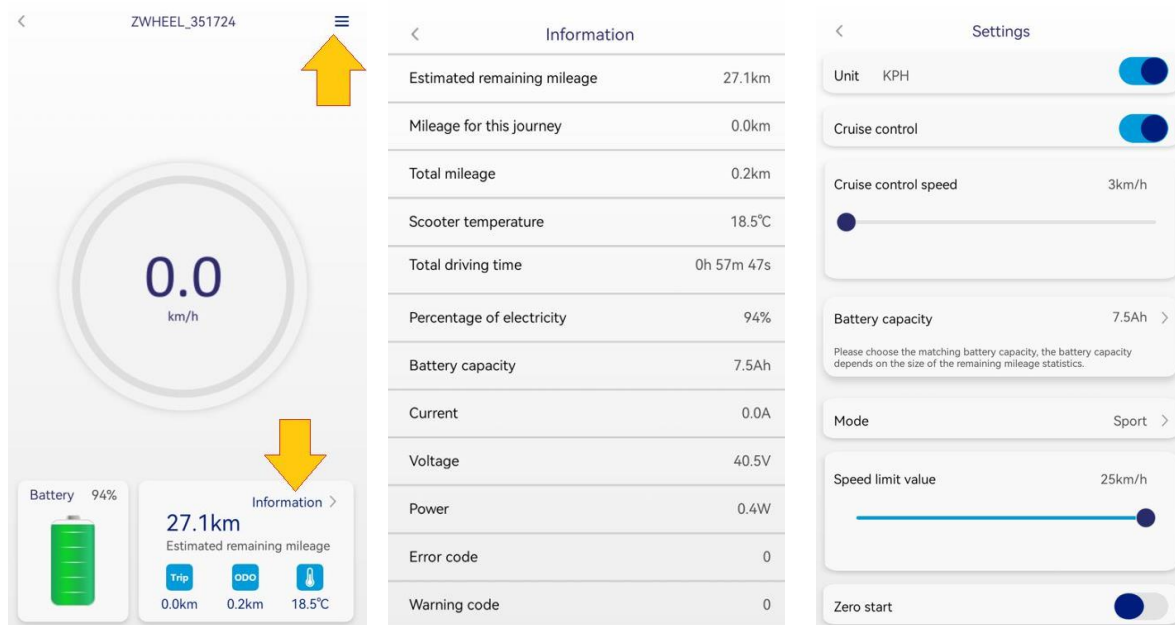 ZWHEEL_351724
0.0
km/h
Battery 94%
Information
27.1km
Estimated remaining mileage
Trip ODO
0.0km 0.2km 18.5°C
Information
Estimated remaining mileage 27.1km
Mileage for this journey 0.0km
Total mileage 0.2km
Scooter temperature 18.5°C
Total driving time 0h 57m 47s
Percentage of electricity 94%
Battery capacity 7.5Ah
Current 0.0A
Voltage 40.5V
Power 0.4W
Error code 0
Warning code 0
Settings
Unit KPH
Cruise control
Cruise control speed 3km/h
Battery capacity 7.5Ah
Please choose the matching battery capacity, the battery capacity
depends on the size of the remaining mileage statistics.
Mode Sport
Speed limit value 25km/h
Zero start